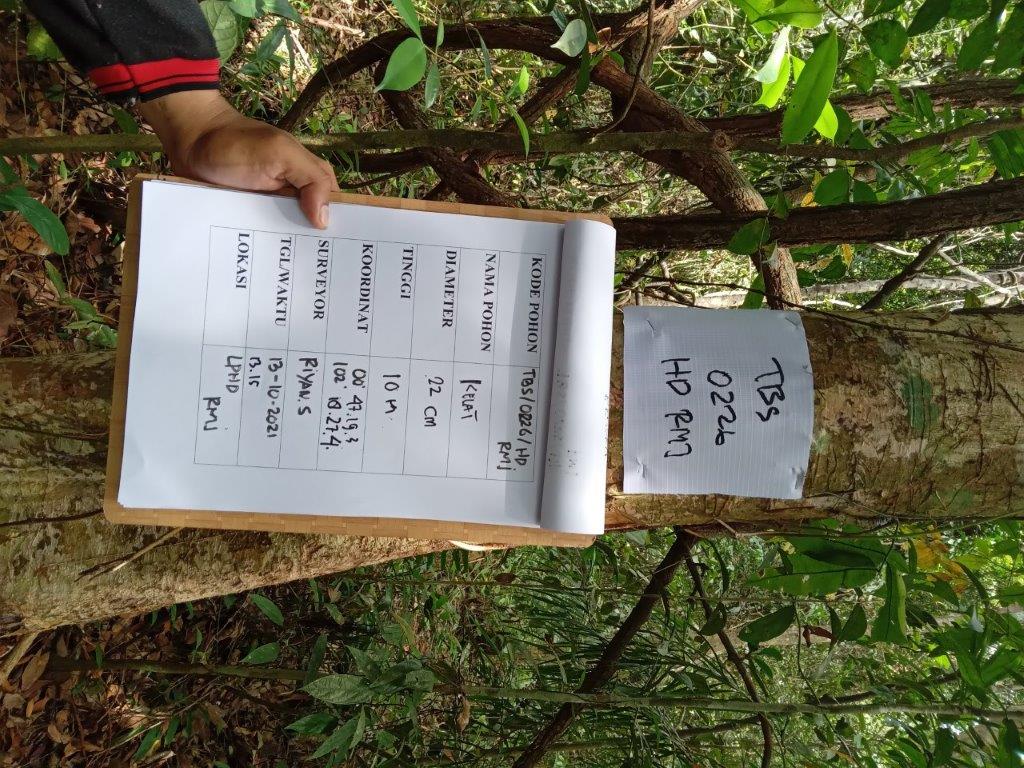 TBS
0226
HD RMJ
KODE POHON TBS/0226/HD
RMJ
NAMA POHON KELAT
DIAMETER 22 CM
TINGGI 10 M.
KOORDINAT 00° 47.19.3
102° 18.27.4.
SURVEYOR RIYAN.S
TGL/WAKTU 13-10-2021
13.15
LOKASI LPHD
RMJ